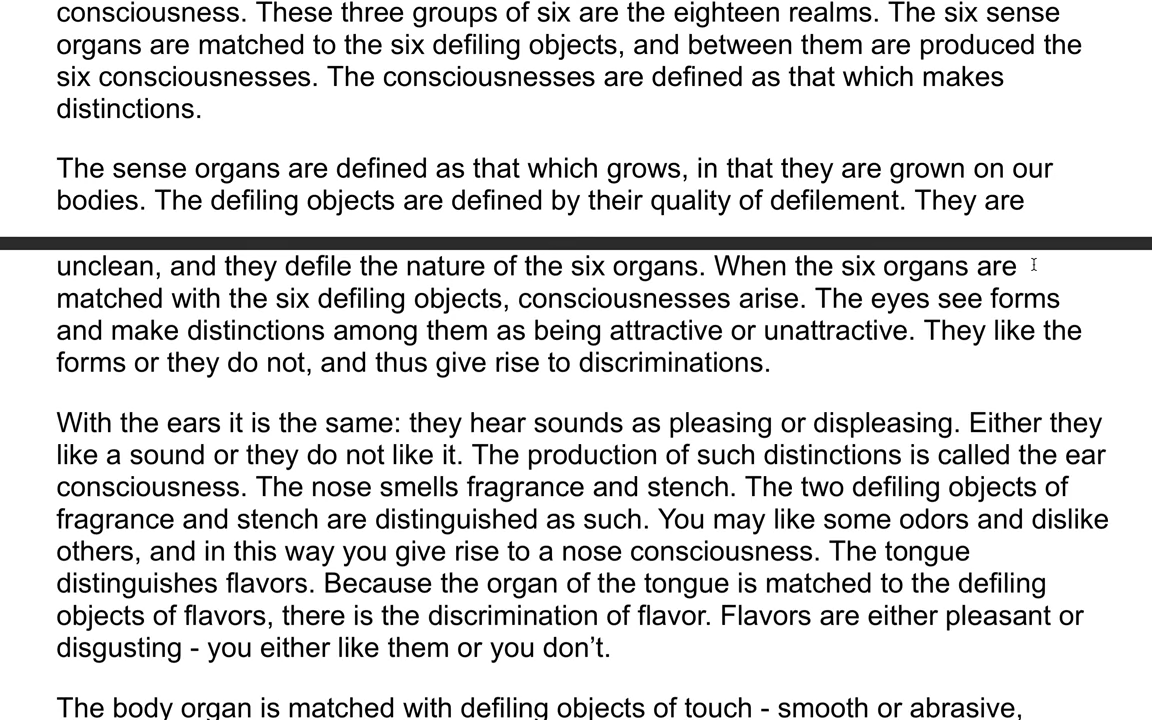 consciousness. These three groups of six are the eighteen realms. The six sense
organs are matched to the six defiling objects, and between them are produced the
six consciousnesses. The consciousnesses are defined as that which makes
distinctions.
The sense organs are defined as that which grows, in that they are grown on our
bodies. The defiling objects are defined by their quality of defilement. They are
unclean, and they defile the nature of the six organs. When the six organs are
matched with the six defiling objects, consciousnesses arise. The eyes see forms
and make distinctions among them as being attractive or unattractive. They like the
forms or they do not, and thus give rise to discriminations.
With the ears it is the same: they hear sounds as pleasing or displeasing. Either they
like a sound or they do not like it. The production of such distinctions is called the ear
consciousness. The nose smells fragrance and stench. The two defiling objects of
fragrance and stench are distinguished as such. You may like some odors and dislike
others, and in this way you give rise to a nose consciousness. The tongue
distinguishes flavors. Because the organ of the tongue is matched to the defiling
objects of flavors, there is the discrimination of flavor. Flavors are either pleasant or
disgusting - you either like them or you don’t.
The body organ is matched with defiling objects of touch - smooth or abrasive,